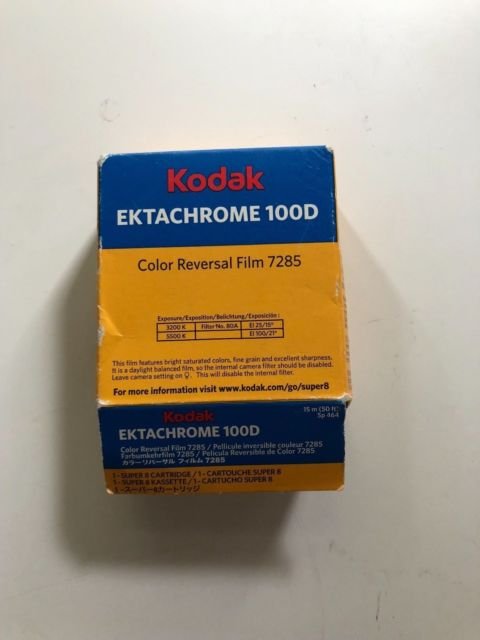 Kodak
EKTACHROME 100D
Color Reversal Film 7285
Exposure/Exposition/Belichtung/Exposición:
3200 K Filter No. 80A EI 25/15°
5500 K EI 100/21°
This film features bright saturated colors, fine grain and excellent sharpness.
It is a daylight balanced film, so the internal camera filter should be disabled.
Leave camera setting on . This will disable the internal filter.
For more information visit www.kodak.com/go/super8
Kodak
15 m (50 ft)
EKTACHROME 100D
Sp 464
Color Reversal Film 7285 / Pellicule inversible couleur 7285
Farbumkehrfilm 7285 / Película Reversible de Color 7285
カラーリバーサル フィルム 7285
1-SUPER 8 CARTRIDGE / 1- CARTOUCHE SUPER 8
1-SUPER 8 KASSETTE / 1- CARTUCHO SUPER 8
1-スーパー8カートリッジ